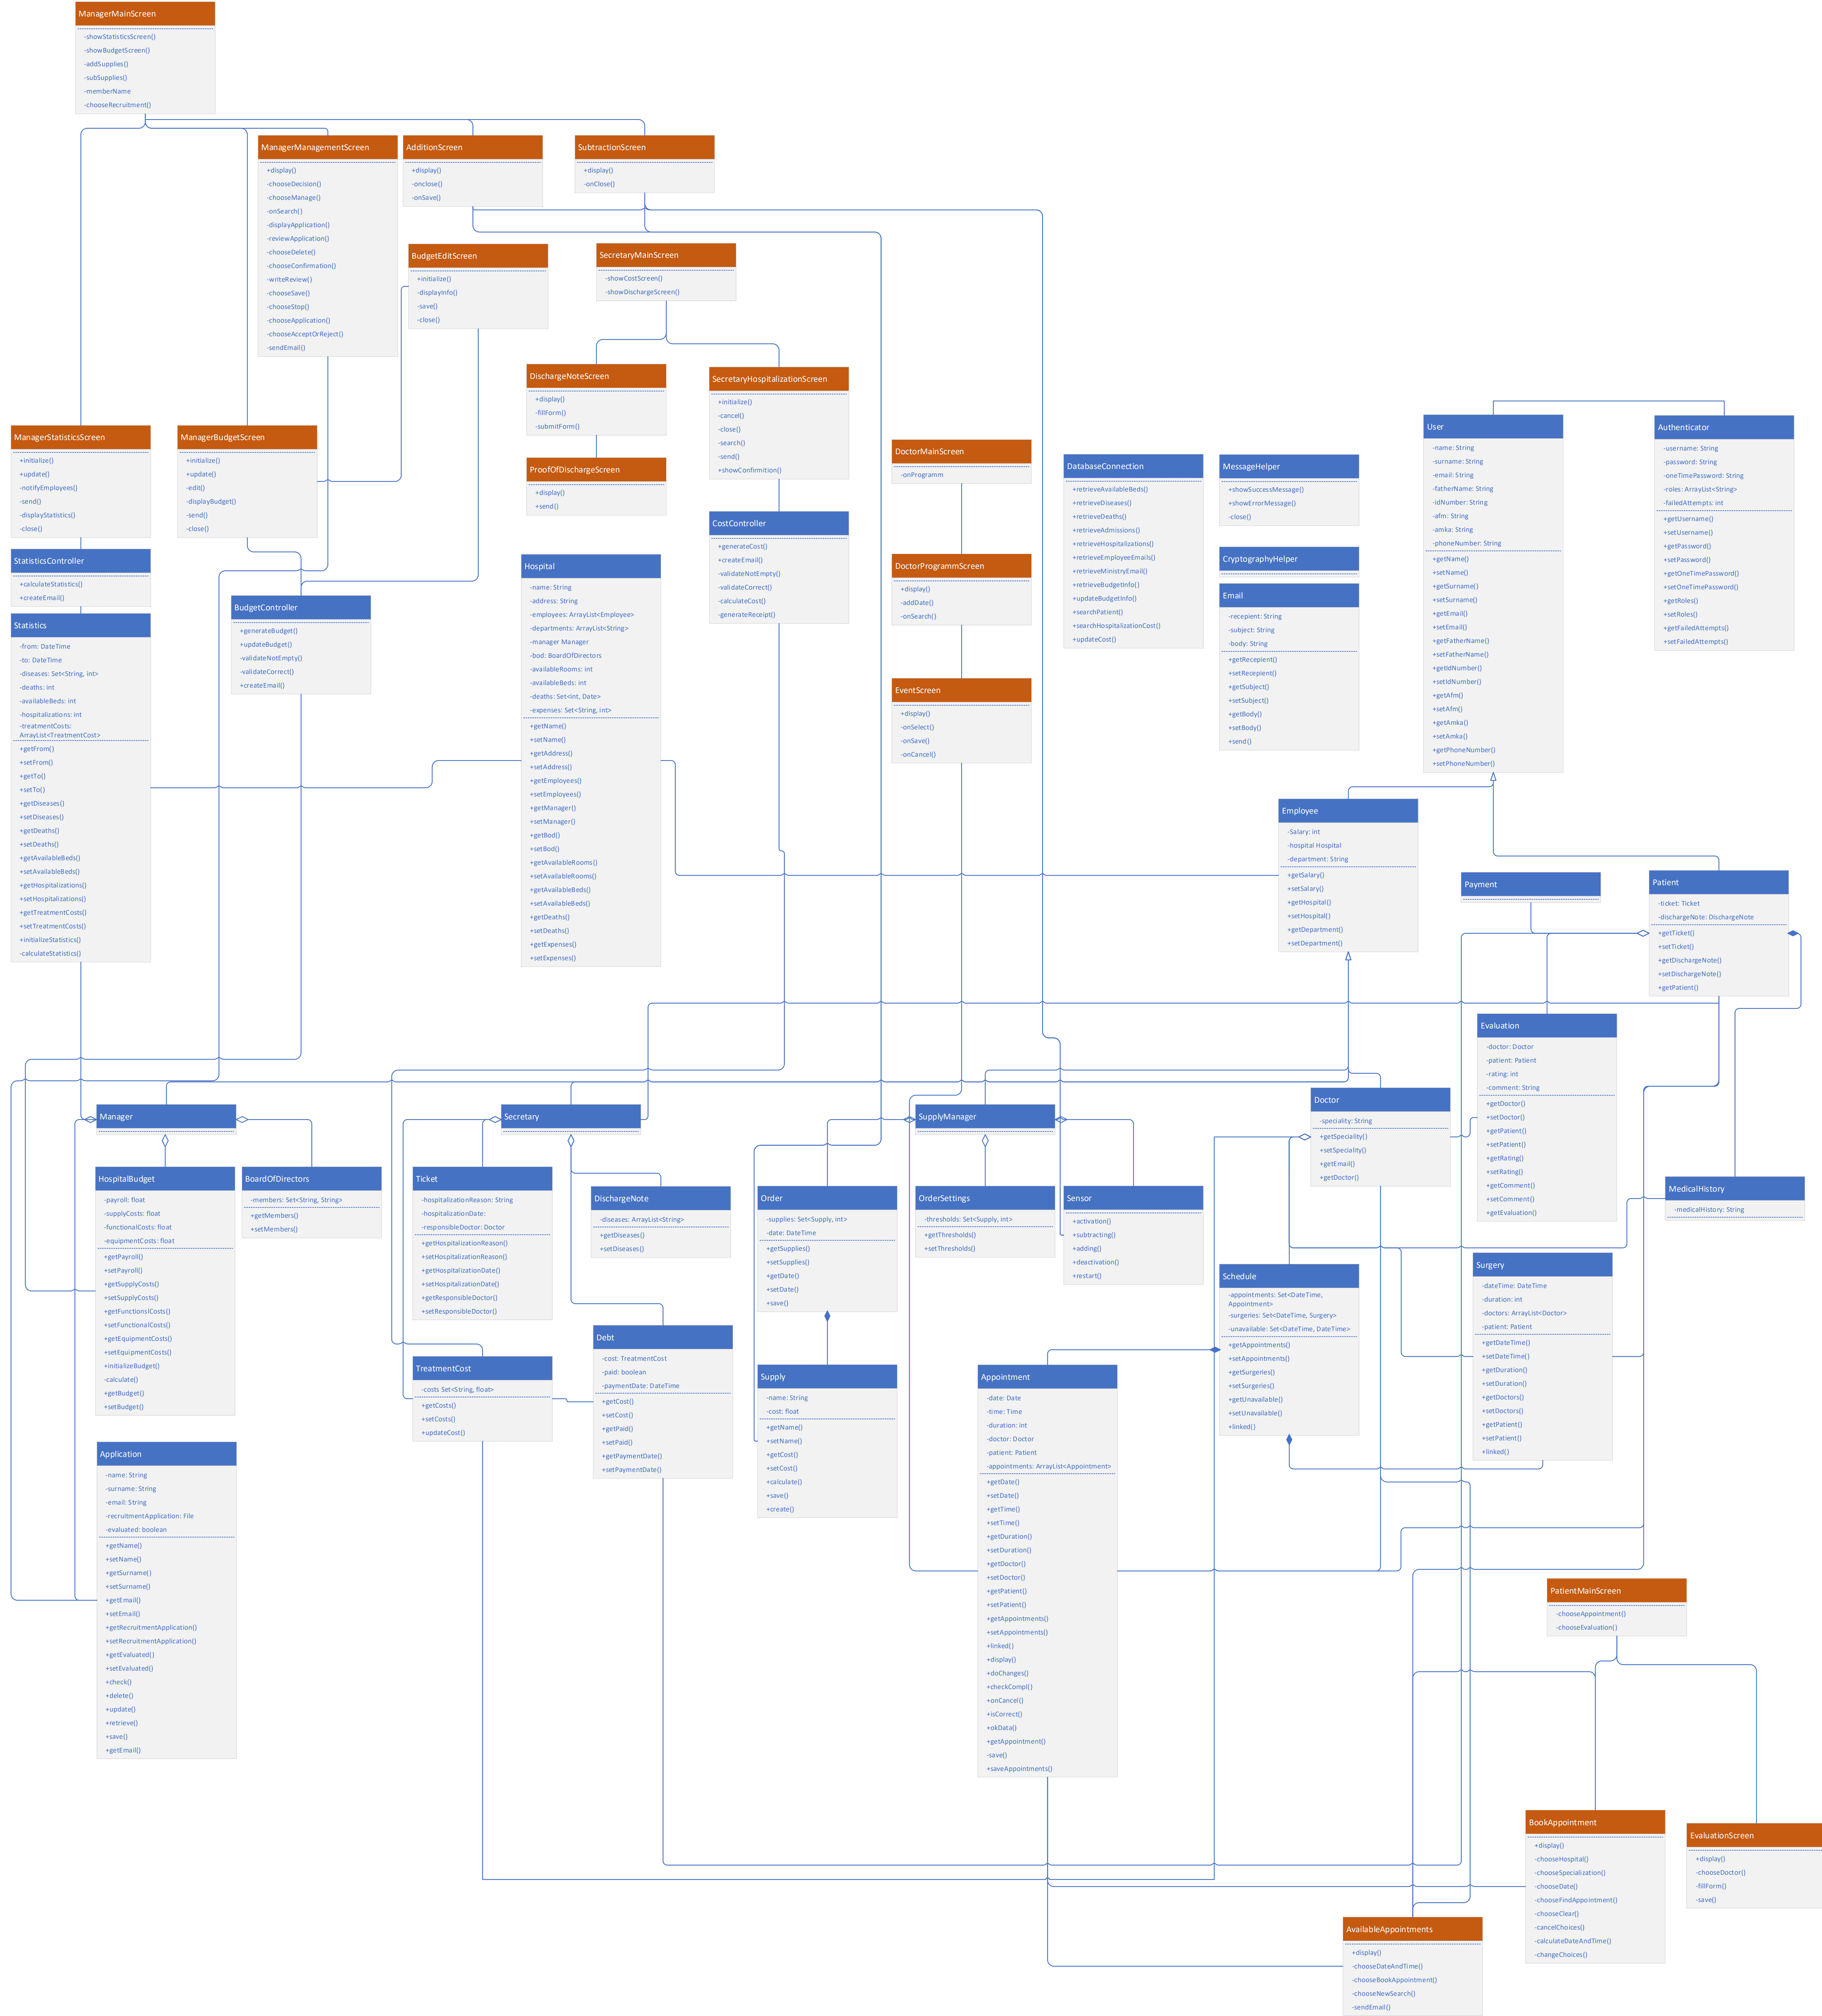 ManagerMainScreen
-showStatisticsScreen()
-showBudgetScreen()
-addSupplies()
-subSupplies()
-memberName
-chooseRecruitment()
ManagerManagementScreen
+display()
-chooseDecision()
-chooseManage()
-onSearch()
-displayApplication()
-reviewApplication()
-chooseDelete()
-chooseConfirmation()
-writeReview()
-chooseSave()
-chooseStop()
-chooseApplication()
-chooseAcceptOrReject()
-sendEmail()
AdditionScreen
+display()
-onclose()
-onSave()
SubtractionScreen
+display()
-onClose()
BudgetEditScreen
+initialize()
-displayInfo()
-save()
-close()
SecretaryMainScreen
-showCostScreen()
-showDischargeScreen()
DischargeNoteScreen
+display()
-fillForm()
-submitForm()
SecretaryHospitalizationScreen
+initialize()
-cancel()
-close()
-search()
-send()
+showConfirmition()
ManagerStatisticsScreen
+initialize()
+update()
-notifyEmployees()
-send()
-displayStatistics()
-close()
ManagerBudgetScreen
+initialize()
+update()
-edit()
-displayBudget()
-send()
-close()
ProofOfDischargeScreen
+display()
+send()
DoctorMainScreen
-onProgramm
DatabaseConnection
+retrieveAvailableBeds()
+retrieveDiseases()
+retrieveDeaths()
+retrieveAdmissions()
+retrieveHospitalizations()
+retrieveEmployeeEmails()
+retrieveMinistryEmail()
+retrieveBudgetInfo()
+updateBudgetInfo()
+searchPatient()
+searchHospitalizationCost()
+updateCost()
MessageHelper
+showSuccessMessage()
+showErrorMessage()
-close()
CryptographyHelper
Email
-recepient: String
-subject: String
-body: String
+getRecepient()
+setRecepient()
+getSubject()
+setSubject()
+getBody()
+setBody()
+send()
User
-name: String
-surname: String
-email: String
-fatherName: String
-idNumber: String
-afm: String
-amka: String
-phoneNumber: String
+getName()
+setName()
+getSurname()
+setSurname()
+getEmail()
+setEmail()
+getFatherName()
+setFatherName()
+getIdNumber()
+setIdNumber()
+getAfm()
+setAfm()
+getAmka()
+setAmka()
+getPhoneNumber()
+setPhoneNumber()
Authenticator
-username: String
-password: String
-oneTimePassword: String
-roles: ArrayList<String>
-failedAttempts: int
+getUsername()
+setUsername()
+getPassword()
+setPassword()
+getOneTimePassword()
+setOneTimePassword()
+getRoles()
+setRoles()
+getFailedAttempts()
+setFailedAttempts()
StatisticsController
+calculateStatistics()
+createEmail()
BudgetController
+generateBudget()
+updateBudget()
-validateNotEmpty()
-validateCorrect()
+createEmail()
Hospital
-name: String
-address: String
-employees: ArrayList<Employee>
-departments: ArrayList<String>
-manager Manager
-bod: BoardOfDirectors
-availableRooms: int
-availableBeds: int
-deaths: Set<int, Date>
-expenses: Set<String, int>
+getName()
+setName()
+getAddress()
+setAddress()
+getEmployees()
+setEmployees()
+getManager()
+setManager()
+getBod()
+setBod()
+getAvailableRooms()
+setAvailableRooms()
+getAvailableBeds()
+setAvailableBeds()
+getDeaths()
+setDeaths()
+getExpenses()
+setExpenses()
CostController
+generateCost()
+createEmail()
-validateNotEmpty()
-validateCorrect()
-calculateCost()
-generateReceipt()
DoctorProgrammScreen
+display()
-addDate()
-onSearch()
EventScreen
+display()
-onSelect()
-onSave()
-onCancel()
Statistics
-from: DateTime
-to: DateTime
-diseases: Set<String, int>
-deaths: int
-availableBeds: int
-hospitalizations: int
-treatmentCosts:
ArrayList<TreatmentCost>
+getFrom()
+setFrom()
+getTo()
+setTo()
+getDiseases()
+setDiseases()
+getDeaths()
+setDeaths()
+getAvailableBeds()
+setAvailableBeds()
+getHospitalizations()
+setHospitalizations()
+getTreatmentCosts()
+setTreatmentCosts()
+initializeStatistics()
-calculateStatistics()
Employee
-Salary: int
-hospital Hospital
-department: String
+getSalary()
+setSalary()
+getHospital()
+setHospital()
+getDepartment()
+setDepartment()
Payment
Patient
-ticket: Ticket
-dischargeNote: DischargeNote
+getTicket()
+setTicket()
+getDischargeNote()
+setDischargeNote()
+getPatient()
Evaluation
-doctor: Doctor
-patient: Patient
-rating: int
-comment: String
+getDoctor()
+setDoctor()
+getPatient()
+setPatient()
+getRating()
+setRating()
+getComment()
+setComment()
+getEvaluation()
Manager
Secretary
SupplyManager
Doctor
-speciality: String
+getSpeciality()
+setSpeciality()
+getEmail()
+getDoctor()
HospitalBudget
-payroll: float
-supplyCosts: float
-functionalCosts: float
-equipmentCosts: float
+getPayroll()
+setPayroll()
+getSupplyCosts()
+setSupplyCosts()
+getFunctionslCosts()
+setFunctionalCosts()
+getEquipmentCosts()
+setEquipmentCosts()
+initializeBudget()
-calculate()
+getBudget()
+setBudget()
BoardOfDirectors
-members: Set<String, String>
+getMembers()
+setMembers()
Ticket
-hospitalizationReason: String
-hospitalizationDate:
-responsibleDoctor: Doctor
+getHospitalizationReason()
+setHospitalizationReason()
+getHospitalizationDate()
+setHospitalizationDate()
+getResponsibleDoctor()
+setResponsibleDoctor()
DischargeNote
-diseases: ArrayList<String>
+getDiseases()
+setDiseases()
Order
-supplies: Set<Supply, int>
-date: DateTime
+getSupplies()
+setSupplies()
+getDate()
+setDate()
+save()
OrderSettings
-thresholds: Set<Supply, int>
+getThresholds()
+setThresholds()
Sensor
+activation()
+subtracting()
+adding()
+deactivation()
+restart()
MedicalHistory
-medicalHistory: String
Schedule
-appointments: Set<DateTime,
Appointment>
-surgeries: Set<DateTime, Surgery>
-unavailable: Set<DateTime, DateTime>
+getAppointments()
+setAppointments()
+getSurgeries()
+setSurgeries()
+getUnavailable()
+setUnavailable()
+linked()
Surgery
-dateTime: DateTime
-duration: int
-doctors: ArrayList<Doctor>
-patient: Patient
+getDateTime()
+setDateTime()
+getDuration()
+setDuration()
+getDoctors()
+setDoctors()
+getPatient()
+setPatient()
+linked()
TreatmentCost
-costs Set<String, float>
+getCosts()
+setCosts()
+updateCost()
Debt
-cost: TreatmentCost
-paid: boolean
-paymentDate: DateTime
+getCost()
+setCost()
+getPaid()
+setPaid()
+getPaymentDate()
+setPaymentDate()
Supply
-name: String
-cost: float
+getName()
+setName()
+getCost()
+setCost()
+calculate()
+save()
+create()
Appointment
-date: Date
-time: Time
-duration: int
-doctor: Doctor
-patient: Patient
-appointments: ArrayList<Appointment>
+getDate()
+setDate()
+getTime()
+setTime()
+getDuration()
+setDuration()
+getDoctor()
+setDoctor()
+getPatient()
+setPatient()
+getAppointments()
+setAppointments()
+linked()
+display()
+doChanges()
+checkCompl()
+onCancel()
+isCorrect()
+okData()
+getAppointment()
-save()
+saveAppointments()
Application
-name: String
-surname: String
-email: String
-recruitmentApplication: File
-evaluated: boolean
+getName()
+setName()
+getSurname()
+setSurname()
+getEmail()
+setEmail()
+getRecruitmentApplication()
+setRecruitmentApplication()
+getEvaluated()
+setEvaluated()
+check()
+delete()
+update()
+retrieve()
+save()
+getEmail()
PatientMainScreen
-chooseAppointment()
-chooseEvaluation()
BookAppointment
+display()
-chooseHospital()
-chooseSpecialization()
-chooseDate()
-chooseFindAppointment()
-chooseClear()
-cancelChoices()
-calculateDateAndTime()
-changeChoices()
EvaluationScreen
+display()
-chooseDoctor()
-fillForm()
-save()
AvailableAppointments
+display()
-chooseDateAndTime()
-chooseBookAppointment()
-chooseNewSearch()
-sendEmail()